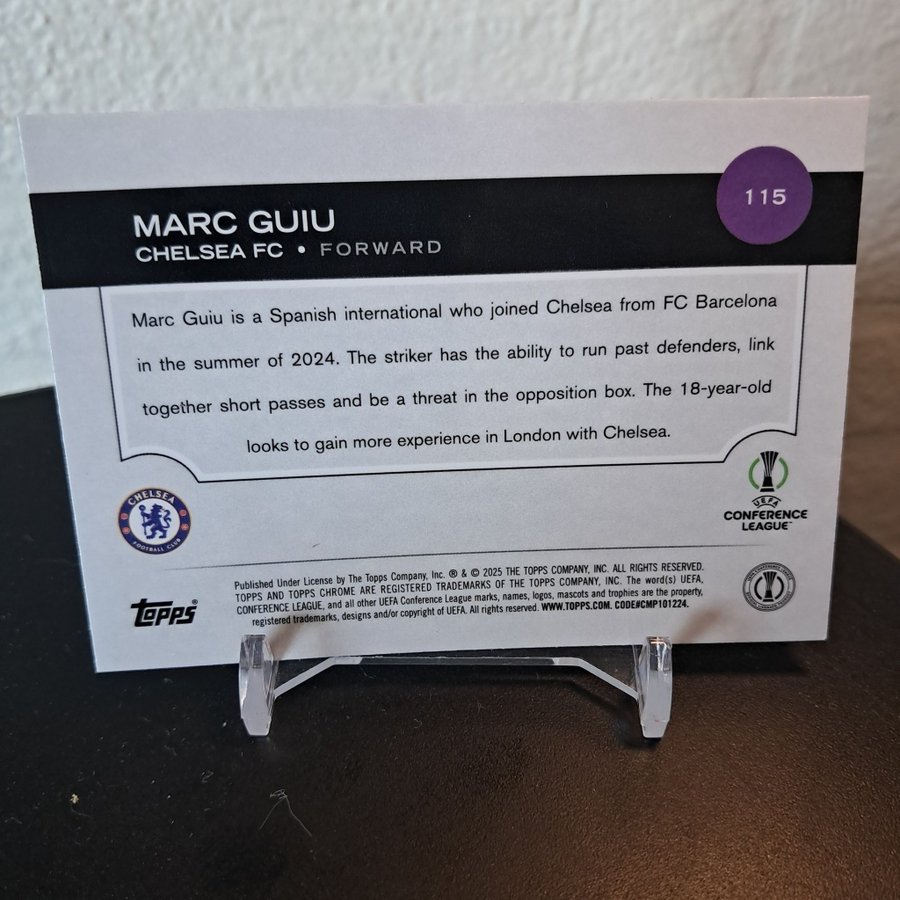 115
MARC GUIU
CHELSEA FC • FORWARD
Marc Guiu is a Spanish international who joined Chelsea from FC Barcelona
in the summer of 2024. The striker has the ability to run past defenders, link
together short passes and be a threat in the opposition box. The 18-year-old
looks to gain more experience in London with Chelsea.
CHELSEA
FOOTBALL CLUB
UEFA
CONFERENCE
LEAGUE™
topps®
Published Under License by The Topps Company, Inc. ® & © 2025 THE TOPPS COMPANY, INC. ALL RIGHTS RESERVED.
TOPPS AND TOPPS CHROME ARE REGISTERED TRADEMARKS OF THE TOPPS COMPANY, INC. The word(s) UEFA,
CONFERENCE LEAGUE, and all other UEFA Conference League marks, names, logos, mascots and trophies are the property,
registered trademarks, designs and/or copyright of UEFA. All rights reserved. WWW.TOPPS.COM. CODE#CMP101224.